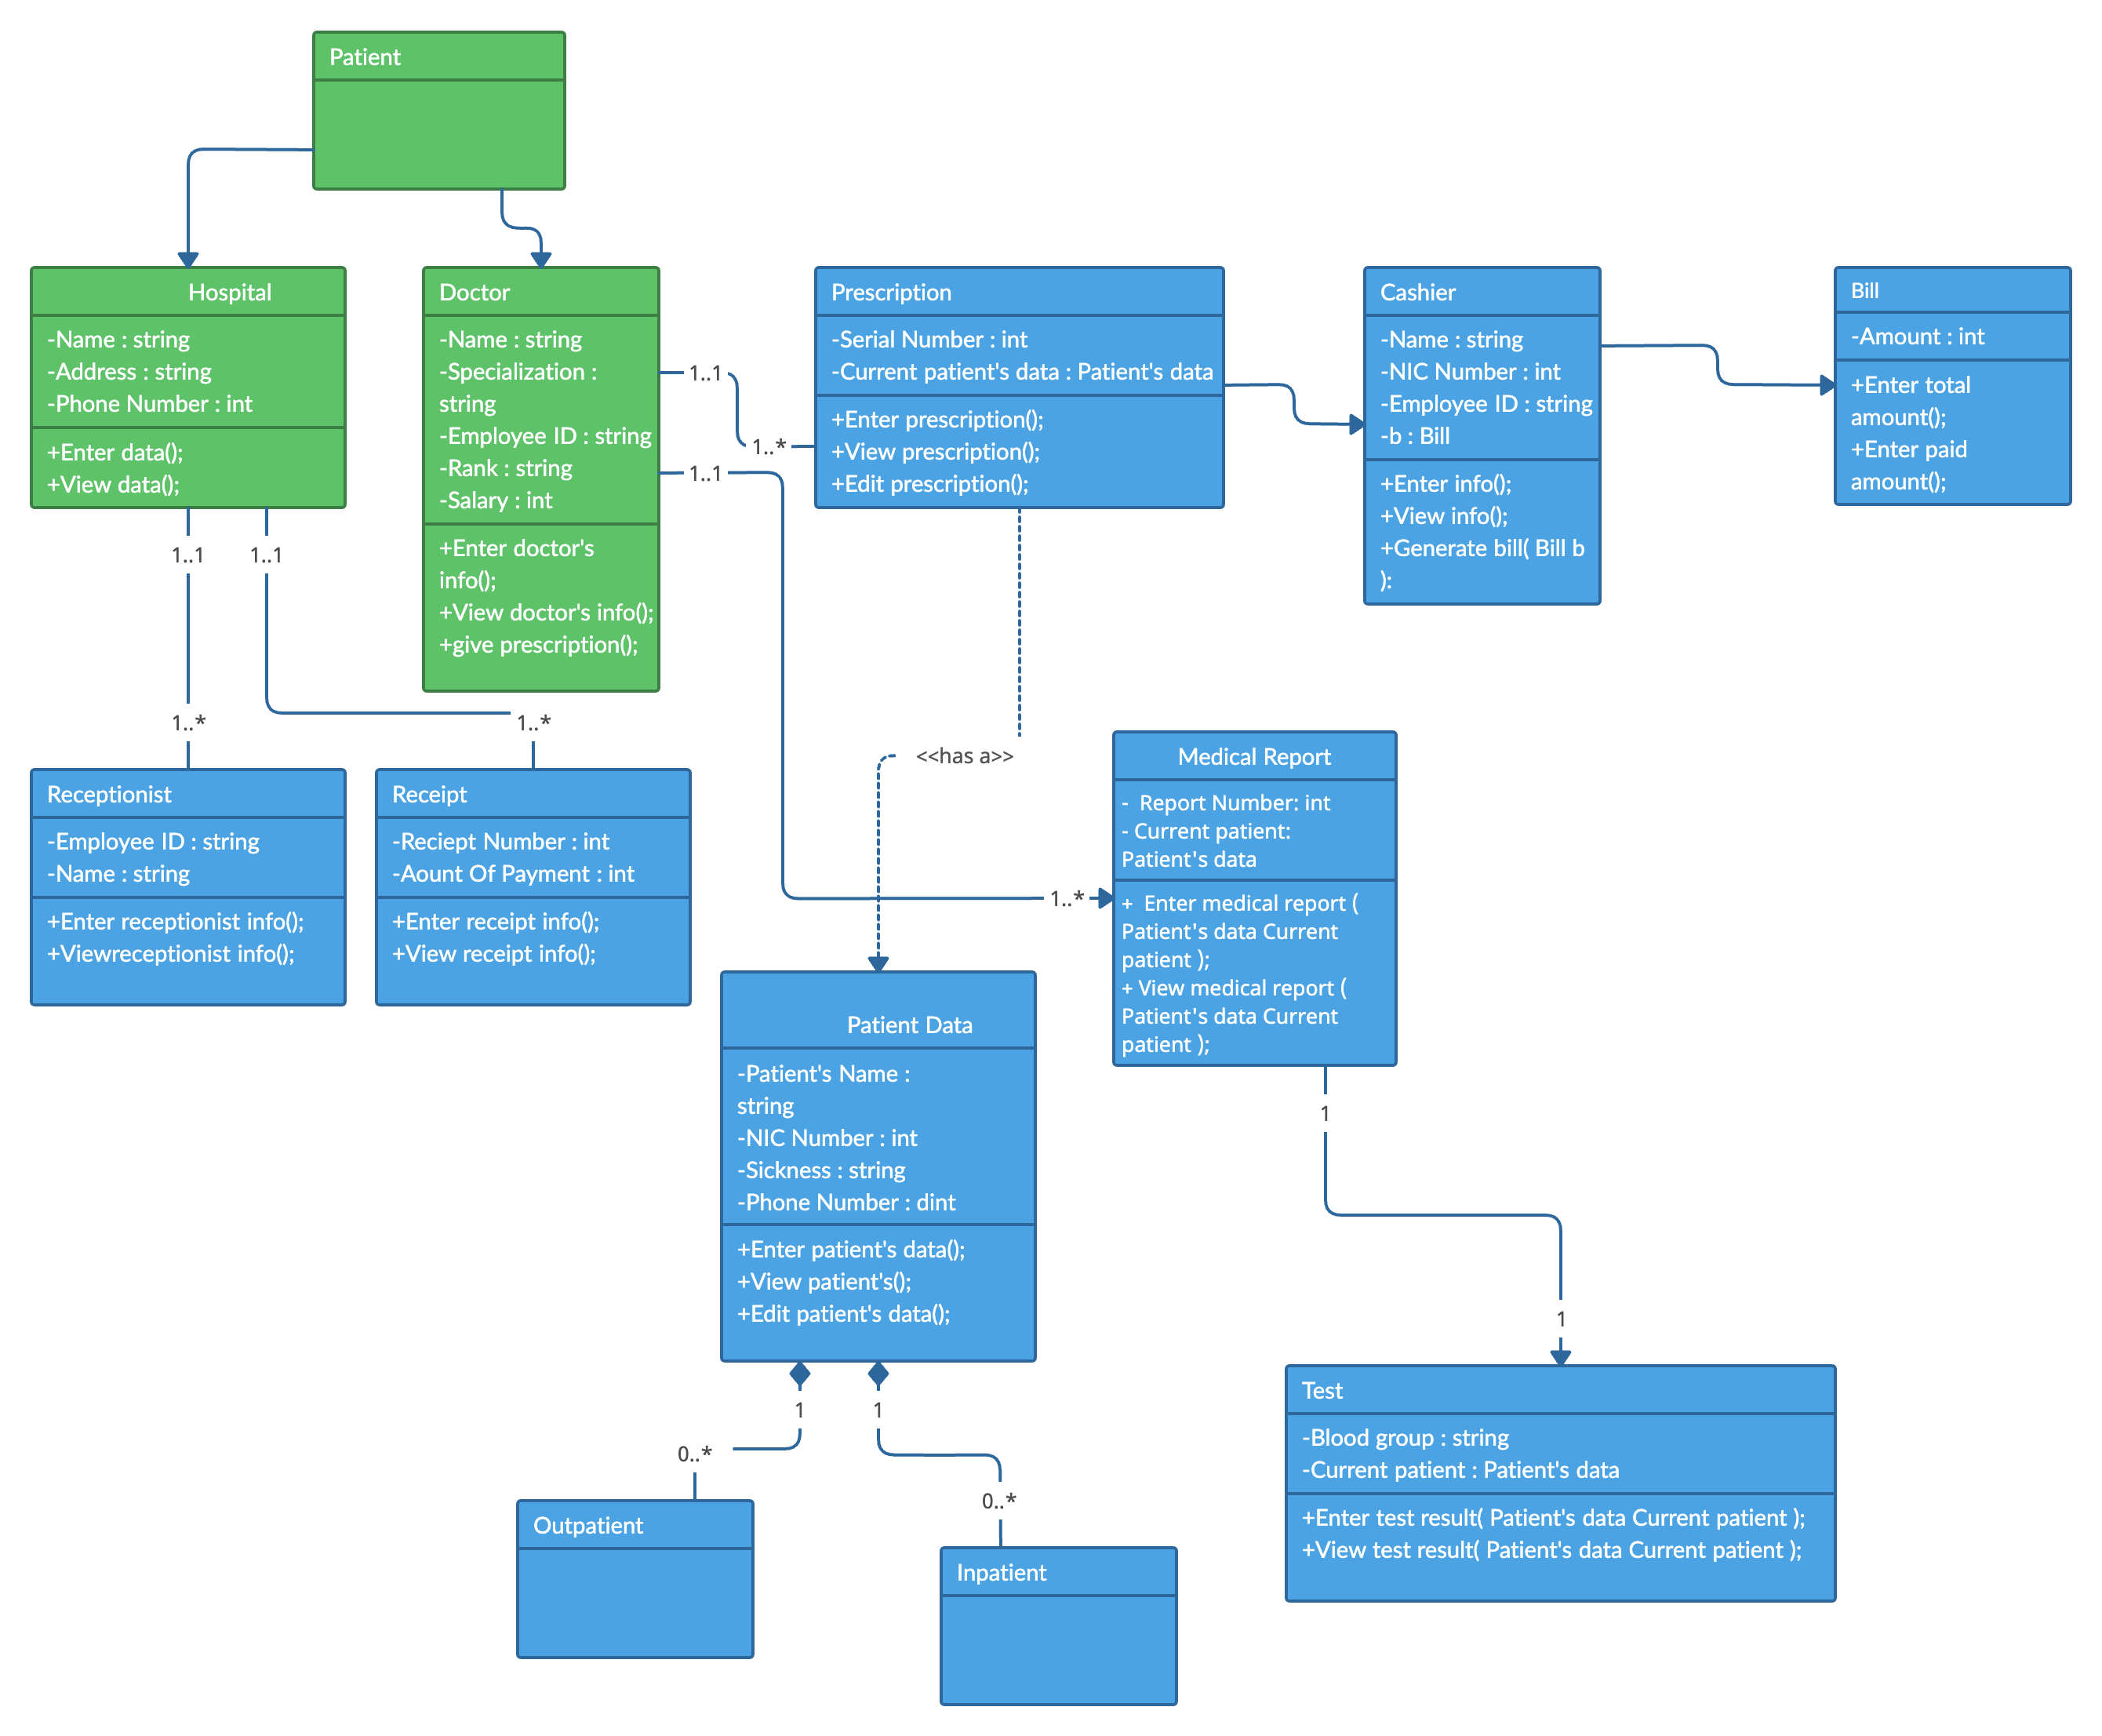 Patient
Hospital
-Name : string
-Address : string
-Phone Number : int
+Enter data();
+View data();
Doctor
-Name : string
-Specialization :
string
-Employee ID : string
-Rank : string
-Salary : int
+Enter doctor's
info();
+View doctor's info();
+give prescription();
1..1
1..*
1..1
Prescription
-Serial Number : int
-Current patient's data : Patient's data
+Enter prescription();
+View prescription();
+Edit prescription();
Cashier
-Name : string
-NIC Number : int
-Employee ID : string
-b : Bill
+Enter info();
+View info();
+Generate bill( Bill b
):
Bill
-Amount : int
+Enter total
amount();
+Enter paid
amount();
1..1
1..1
1..*
1..*
<<has a>>
Receptionist
-Employee ID : string
-Name : string
+Enter receptionist info();
+Viewreceptionist info();
Receipt
-Reciept Number : int
-Aount Of Payment : int
+Enter receipt info();
+View receipt info();
1..*
Medical Report
- Report Number: int
- Current patient:
Patient's data
+ Enter medical report (
Patient's data Current
patient );
+ View medical report (
Patient's data Current
patient );
Patient Data
-Patient's Name :
string
-NIC Number : int
-Sickness : string
-Phone Number : dint
+Enter patient's data();
+View patient's();
+Edit patient's data();
1
1
1
1
0..*
0..*
Outpatient
Inpatient
Test
-Blood group : string
-Current patient : Patient's data
+Enter test result( Patient's data Current patient );
+View test result( Patient's data Current patient );